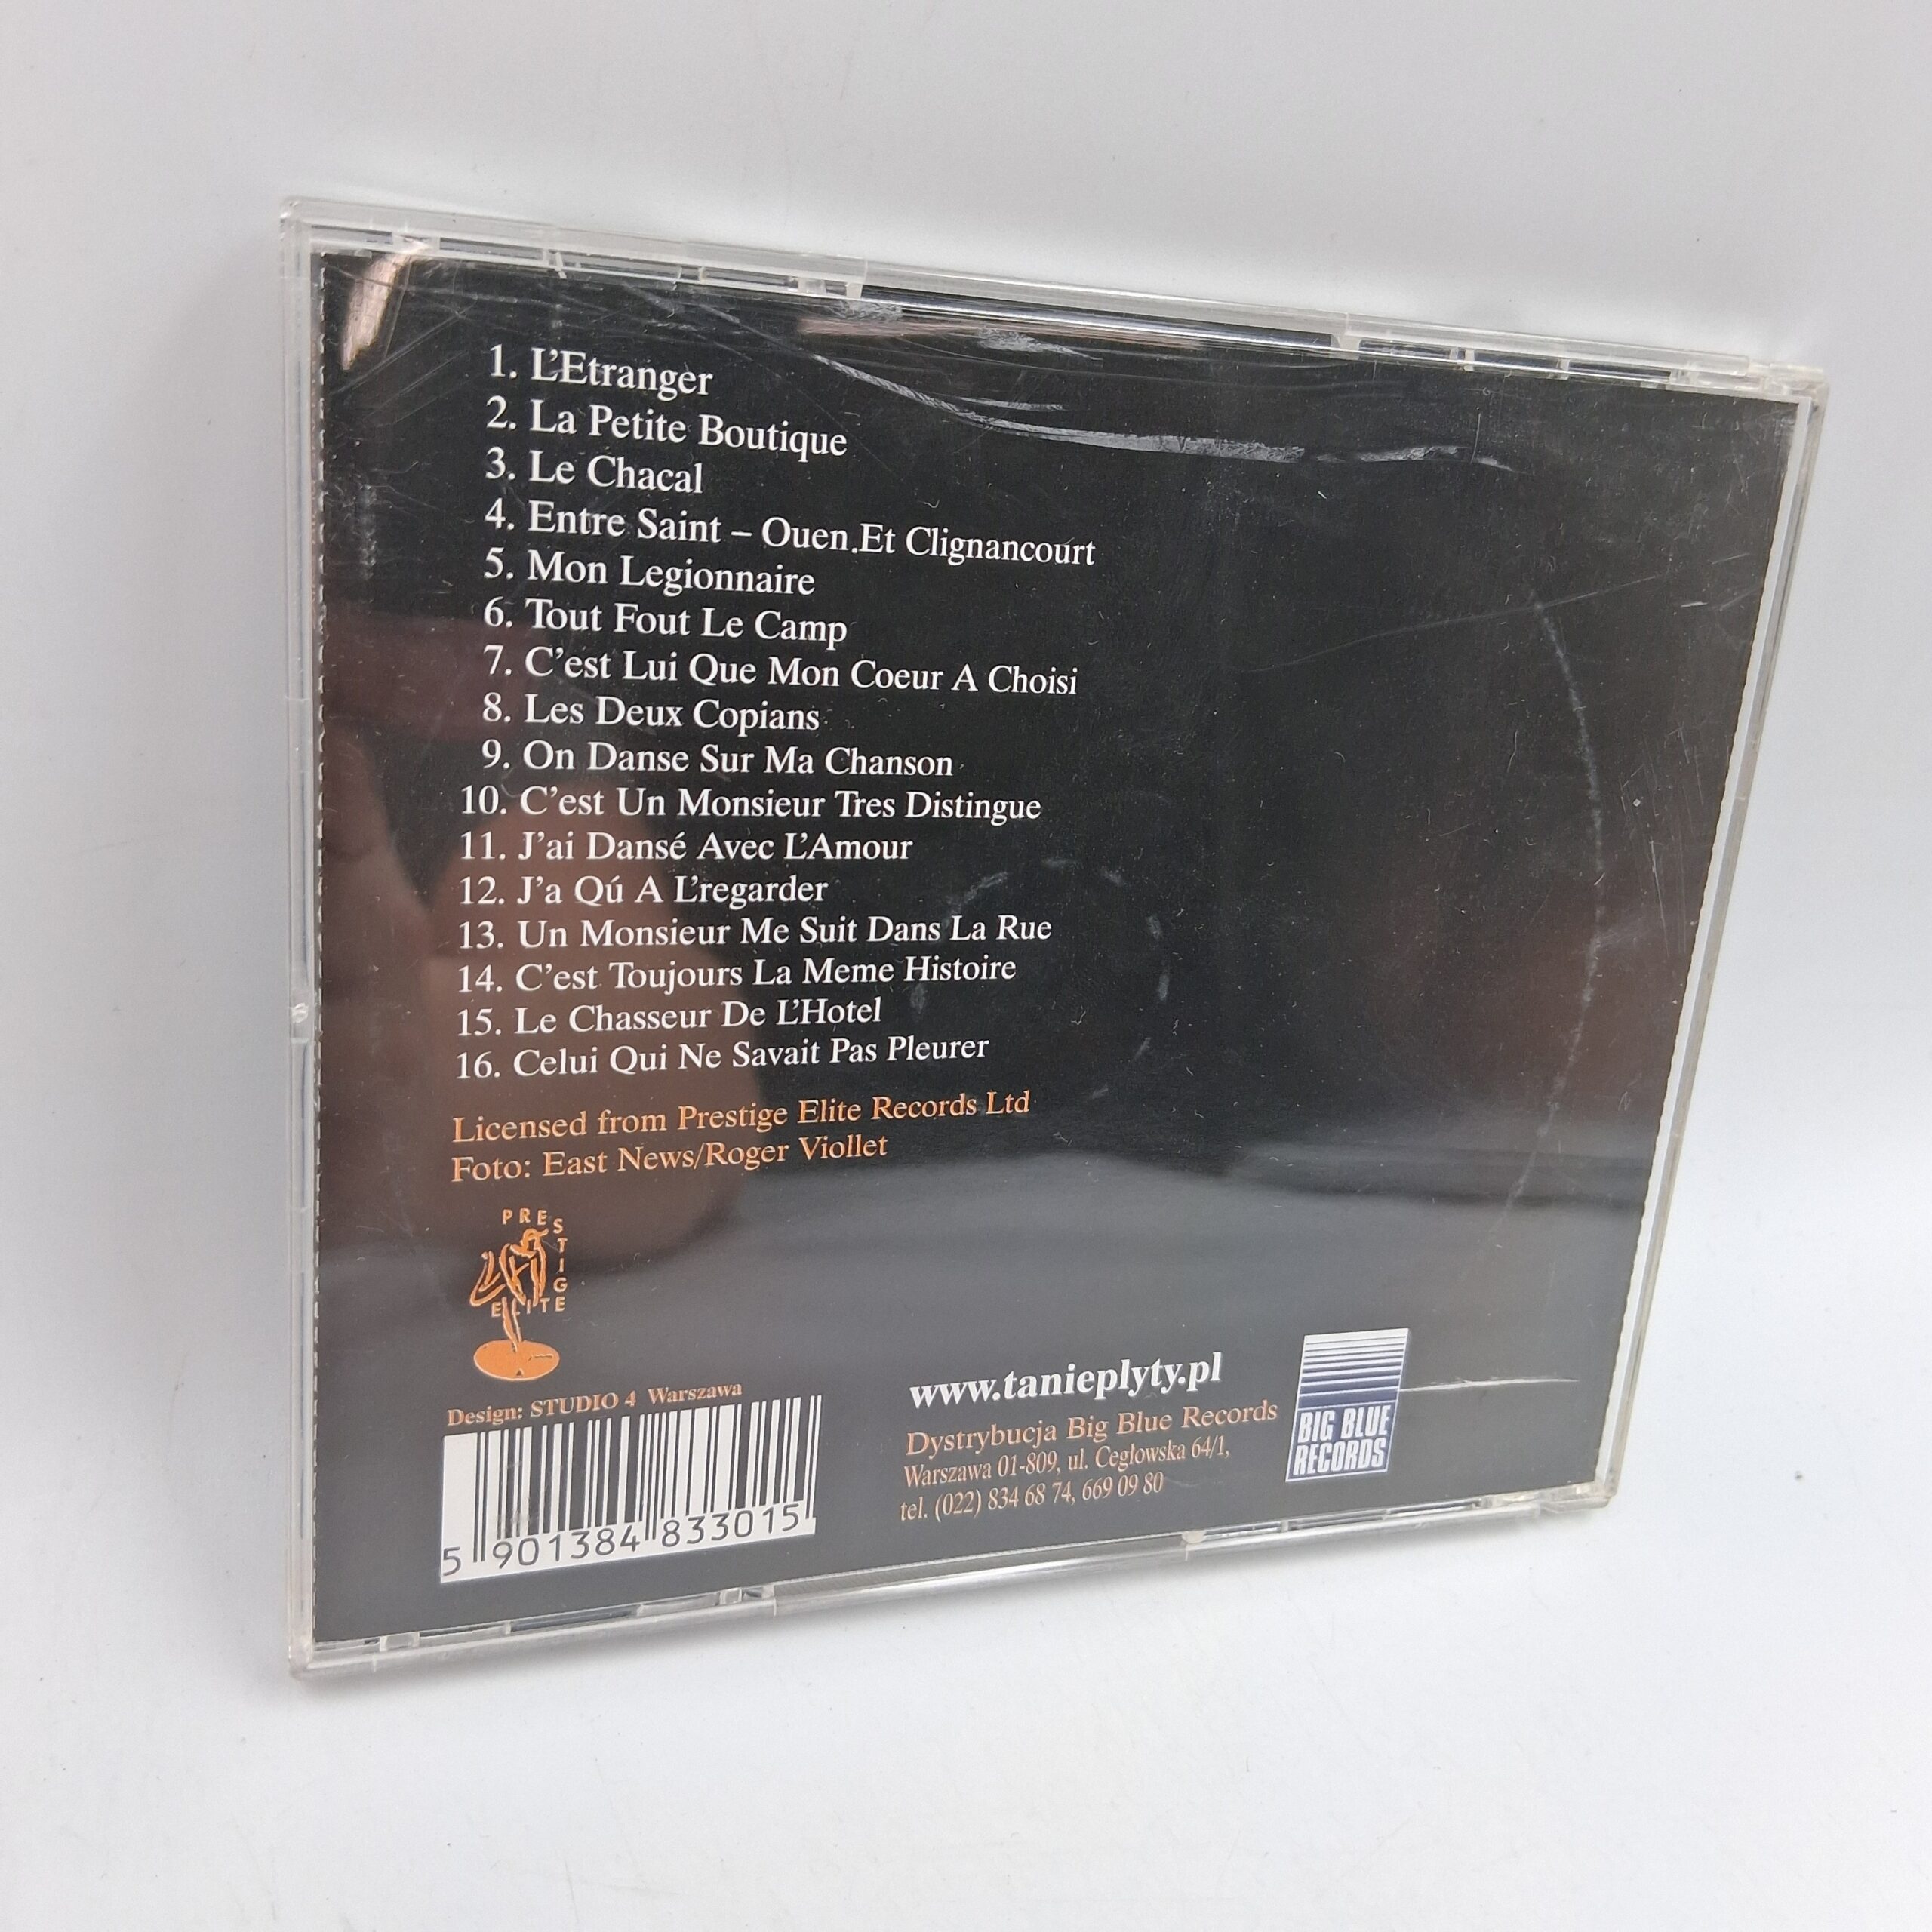 1. L'Etranger
2. La Petite Boutique
3. Le Chacal
4. Entre Saint – Ouen.Et Clignancourt
5. Mon Legionnaire
6. Tout Fout Le Camp
7. C'est Lui Que Mon Coeur A Choisi
8. Les Deux Copians
9. On Danse Sur Ma Chanson
10. C'est Un Monsieur Tres Distingue
11. J'ai Dansé Avec L'Amour
12. J'a Qú A L'regarder
13. Un Monsieur Me Suit Dans La Rue
14. C'est Toujours La Meme Histoire
15. Le Chasseur De L'Hotel
16. Celui Qui Ne Savait Pas Pleurer
Licensed from Prestige Elite Records Ltd
Foto: East News/Roger Viollet
PRESTIGE
ELITE
Design: STUDIO 4 Warszawa
5 901384 833015
www.tanieplyty.pl
Dystrybucja Big Blue Records
Warszawa 01-809, ul. Cegłowska 64/1,
tel. (022) 834 68 74, 669 09 80
BIG BLUE
RECORDS